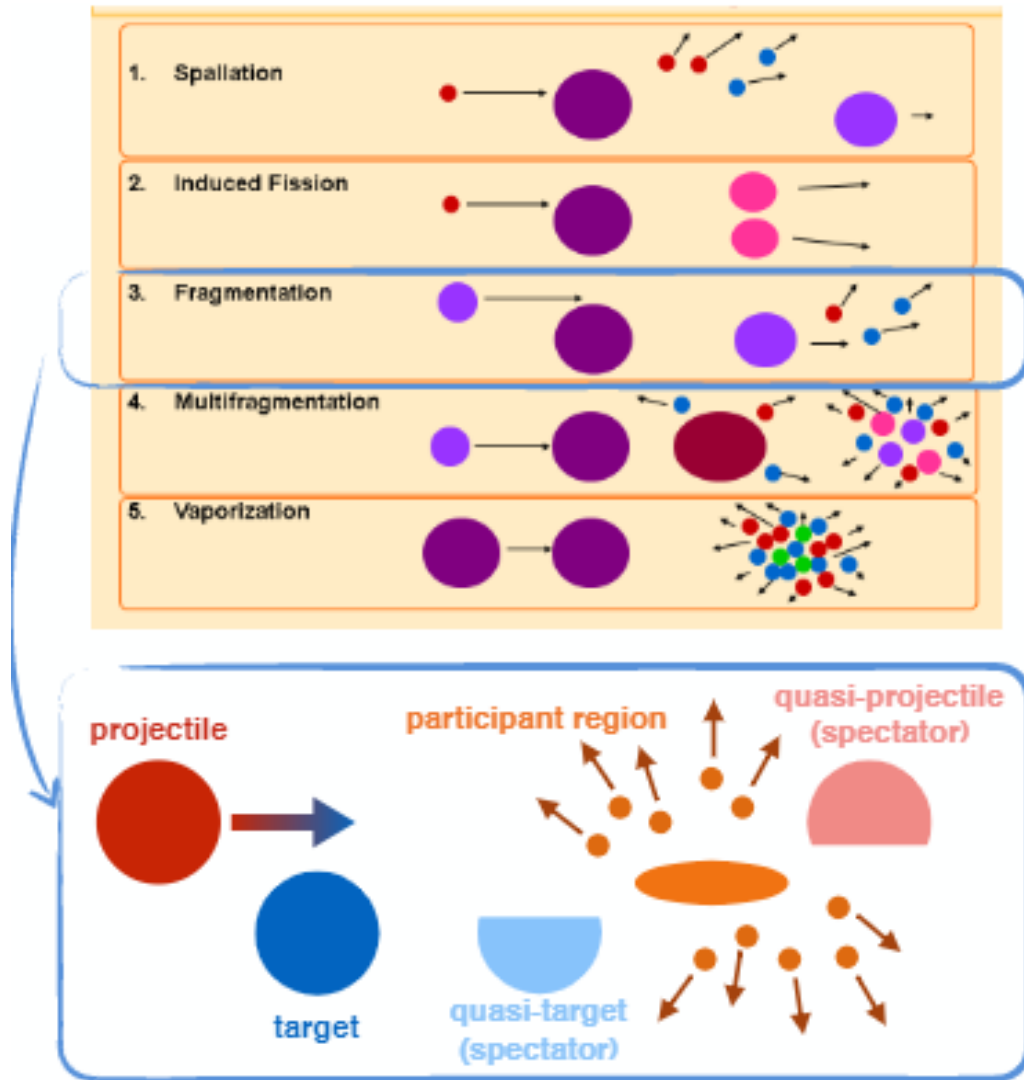 1. Spallation
2. Induced Fission
3. Fragmentation
4. Multifragmentation
5. Vaporization
projectile
participant region
quasi-projectile
(spectator)
target
quasi-target
(spectator)